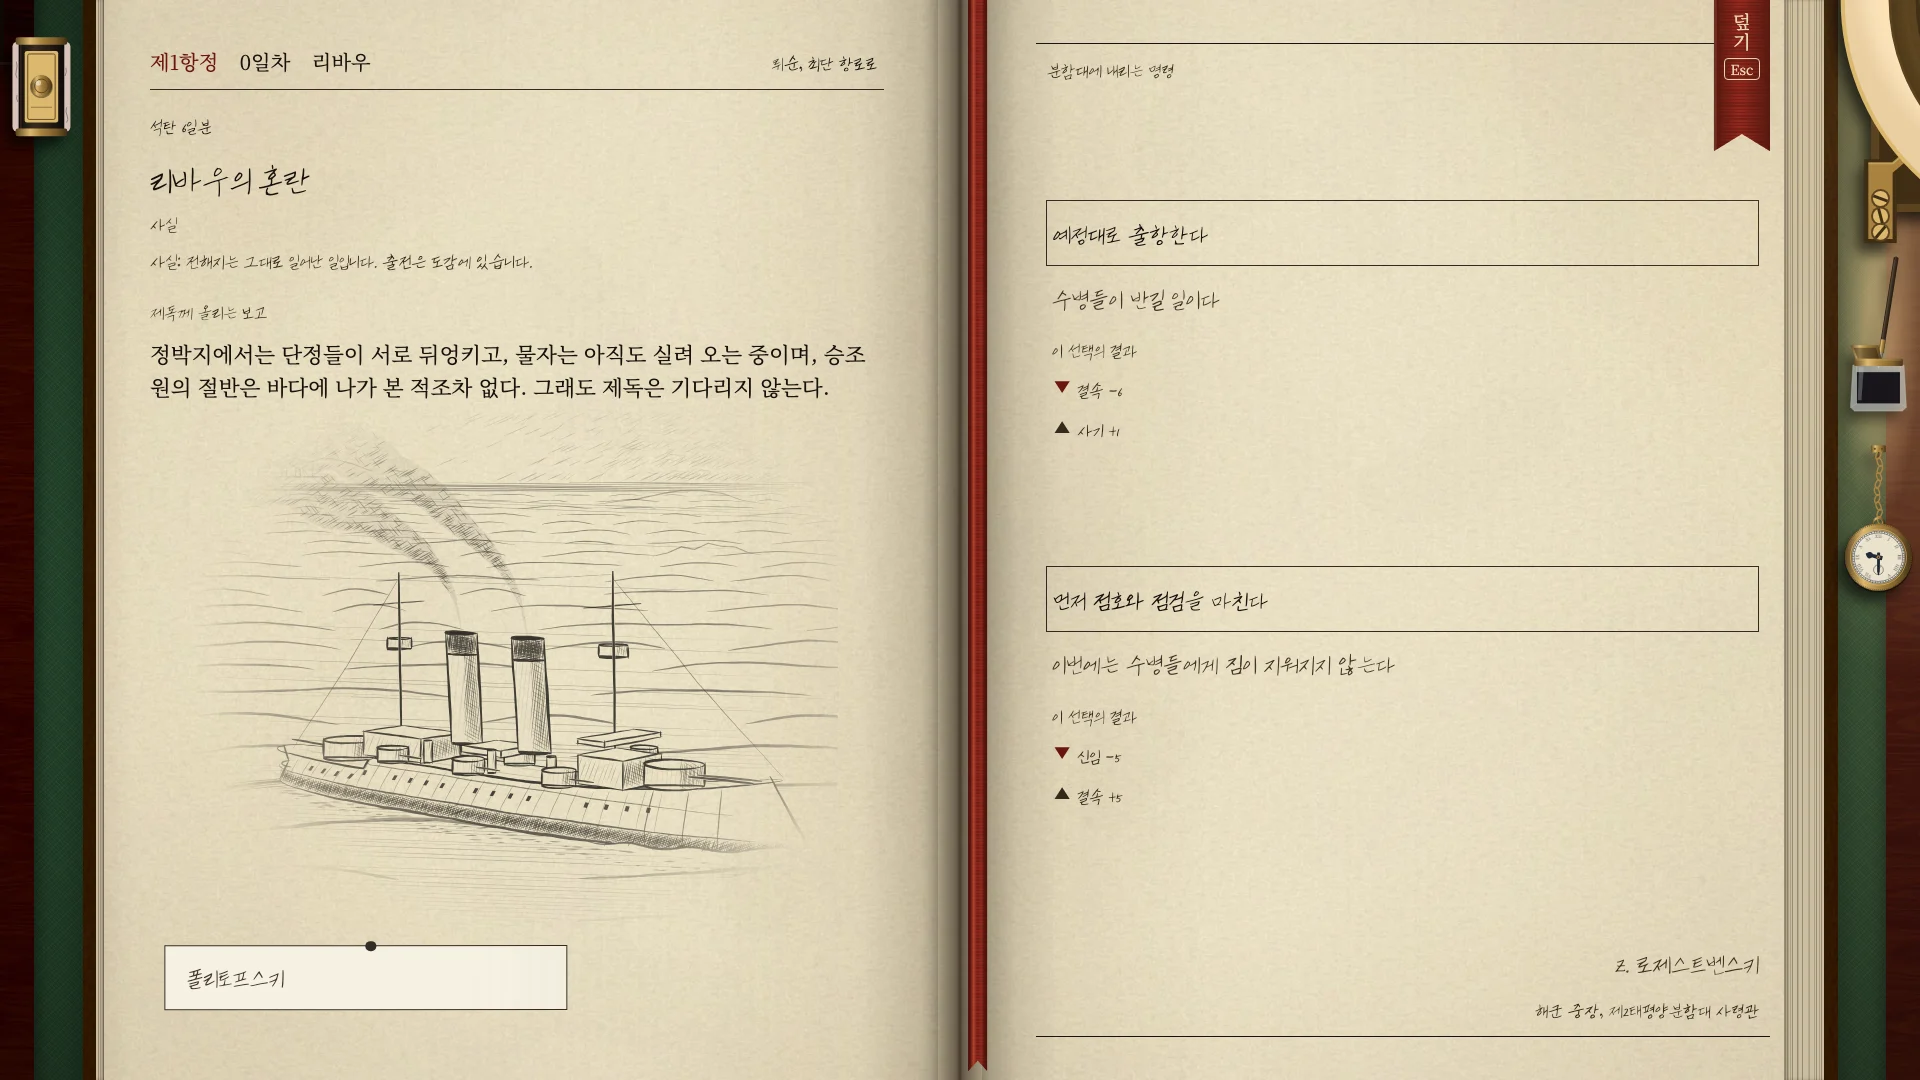 제1항정 0일차 리바우
뤼순, 최단 항로로
석탄 6일분
리바우의 혼란
사실
사실: 전해지는 그대로 일어난 일입니다. 출전은 도감에 있습니다.
제독께 올리는 보고
정박지에서는 단정들이 서로 뒤엉키고, 물자는 아직도 실려 오는 중이며, 승조
원의 절반은 바다에 나가 본 적조차 없다. 그래도 제독은 기다리지 않는다.
폴리토프스키
덮기
Esc
분함대에 내리는 명령
예정대로 출항한다
수병들이 반길 일이다
이 선택의 결과
▼ 결속 -6
▲ 사기 +1
먼저 점호와 점검을 마친다
이번에는 수병들에게 짐이 지워지지 않는다
이 선택의 결과
▼ 신임 -5
▲ 결속 +5
Z. 로제스트벤스키
해군 중장, 제2태평양분함대 사령관